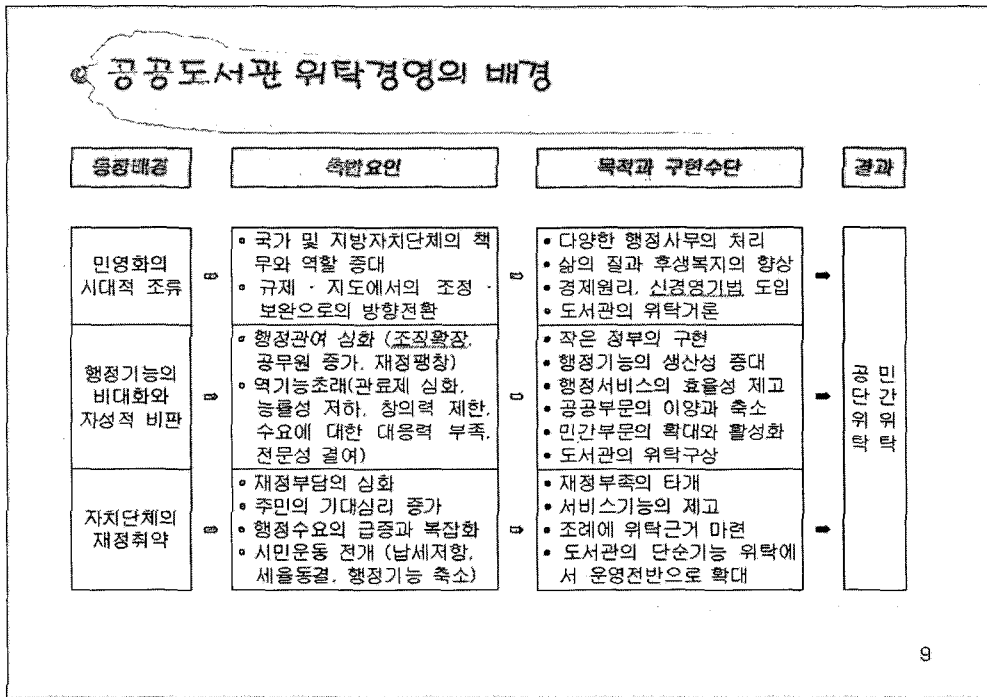 공공도서관 위탁경영의 배경
등장배경
촉발요인
목적과 구현수단
결과
민영화의
시대적 조류
• 국가 및 지방자치단체의 책
무와 역할 증대
• 규제 · 지도에서의 조정 ·
보완으로의 방향전환
• 다양한 행정사무의 처리
• 삶의 질과 후생복지의 향상
• 경제원리, 신경영기법 도입
• 도서관의 위탁거론
행정기능의
비대화와
자성적 비판
• 행정관여 심화 (조직확장,
공무원 증가, 재정팽창)
• 역기능초래(관료제 심화,
능률성 저하, 창의력 제한,
수요에 대한 대응력 부족,
전문성 결여)
• 작은 정부의 구현
• 행정기능의 생산성 증대
• 행정서비스의 효율성 제고
• 공공부문의 이양과 축소
• 민간부문의 확대와 활성화
• 도서관의 위탁구상
자치단체의
재정취약
• 재정부담의 심화
• 주민의 기대심리 증가
• 행정수요의 급증과 복잡화
• 시민운동 전개 (납세저항,
세율동결, 행정기능 축소)
• 재정부족의 타개
• 서비스기능의 제고
• 조례에 위탁근거 마련
• 도서관의 단순기능 위탁에
서 운영전반으로 확대
민간위탁
공단위탁
9